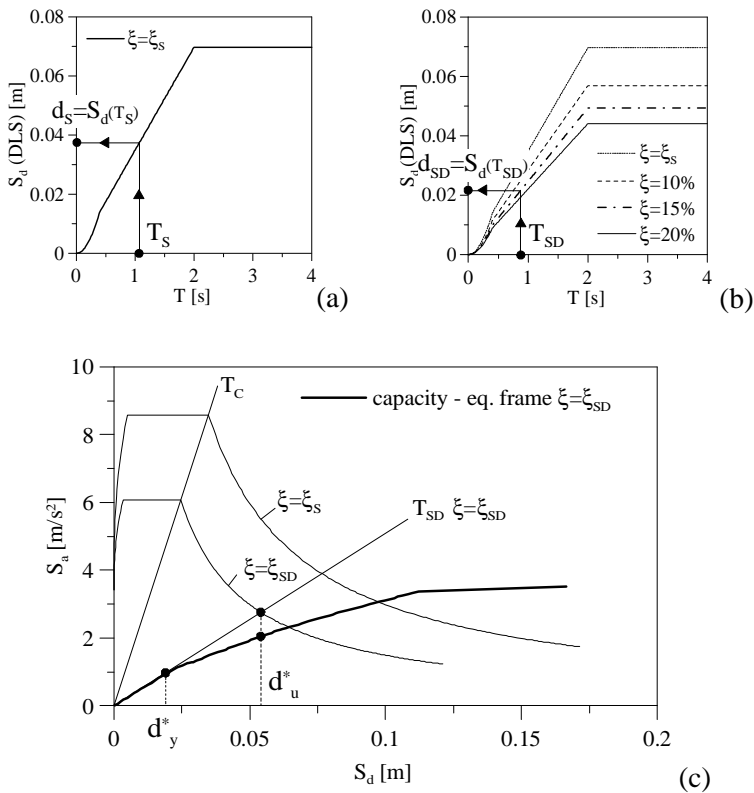 0.08
0.06
0.04
0.02
0
S_d (DLS) [m]
ξ=ξ_S
d_S=S_d(T_S)
T_S
0 1 2 3 4
T [s]
(a)
0.08
0.06
0.04
0.02
0
S_d (DLS) [m]
d_SD=S_d(T_SD)
T_SD
ξ=ξ_S
ξ=10%
ξ=15%
ξ=20%
0 1 2 3 4
T [s]
(b)
10
8
6
4
2
0
S_a [m/s²]
T_C
capacity - eq. frame ξ=ξ_SD
ξ=ξ_S
T_SD ξ=ξ_SD
ξ=ξ_SD
d*_y
d*_u
0 0.05 0.1 0.15 0.2
S_d [m]
(c)